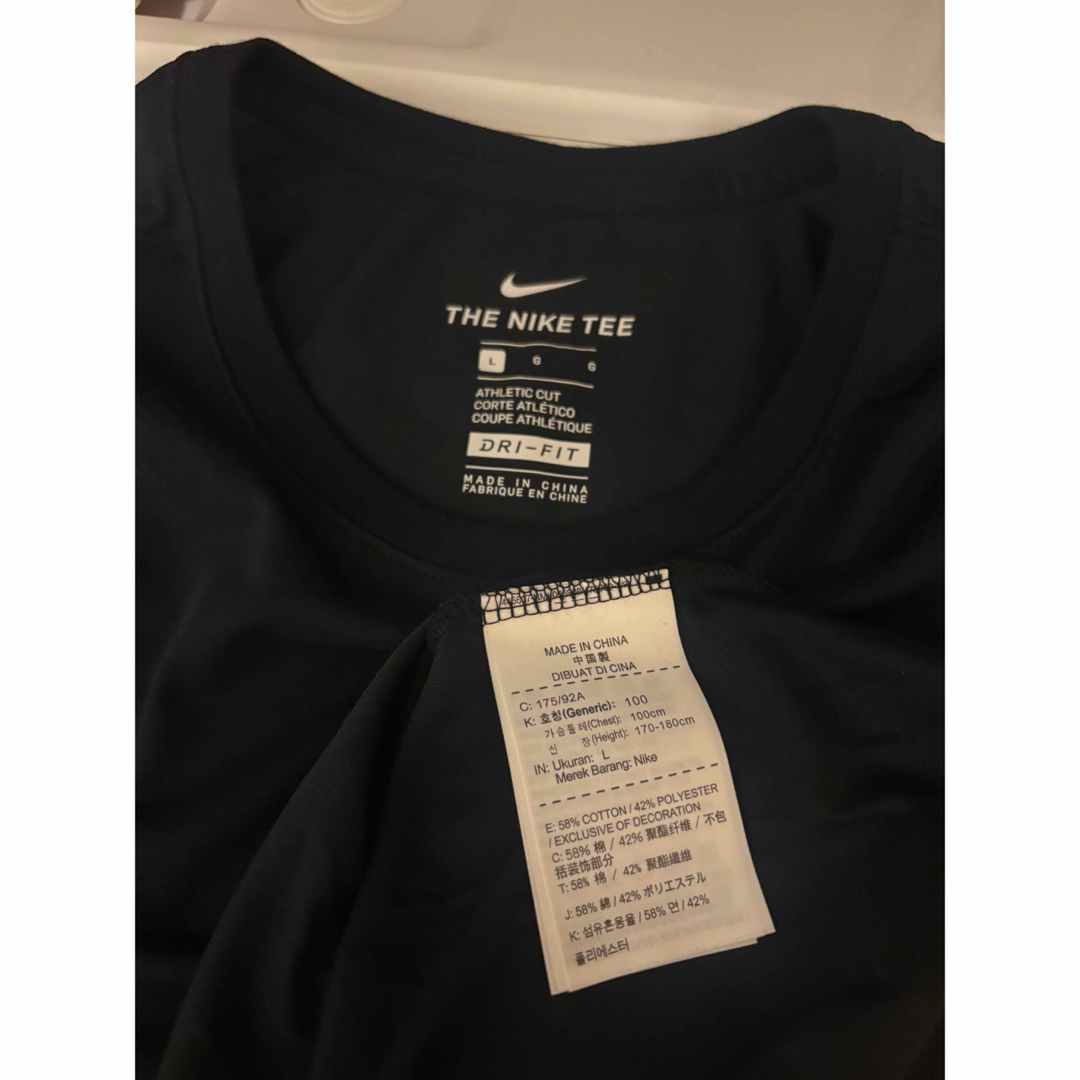 THE NIKE TEE
L G G
ATHLETIC CUT
CORTE ATLÉTICO
COUPE ATHLÉTIQUE
DRI-FIT
MADE IN CHINA
FABRIQUE EN CHINE
MADE IN CHINA
中国製
DIBUAT DI CINA
C: 175/92A
K: 호칭(Generic): 100
가슴둘레(Chest): 100cm
신 장(Height): 170-180cm
IN: Ukuran: L
Merek Barang: Nike
E: 58% COTTON / 42% POLYESTER
/ EXCLUSIVE OF DECORATION
C: 58% 棉 / 42% 聚酯纤维 / 不包
括装饰部分
T: 58% 棉 / 42% 聚酯纖維
J: 58% 綿 / 42% ポリエステル
K: 섬유혼용율 / 58% 면 / 42%
폴리에스터